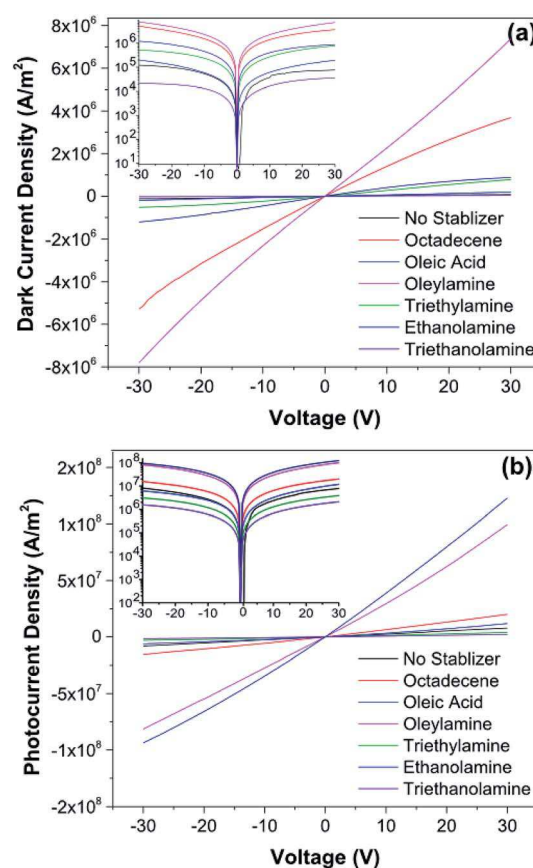 (a)
Dark Current Density (A/m²)
8x10⁶
6x10⁶
4x10⁶
2x10⁶
0
-2x10⁶
-4x10⁶
-6x10⁶
-8x10⁶
10⁶
10⁵
10⁴
10³
10²
10¹
-30 -20 -10 0 10 20 30
No Stablizer
Octadecene
Oleic Acid
Oleylamine
Triethylamine
Ethanolamine
Triethanolamine
-30 -20 -10 0 10 20 30
Voltage (V)
(b)
Photocurrent Density (A/m²)
2x10⁸
1x10⁸
5x10⁷
0
-5x10⁷
-1x10⁸
-2x10⁸
10⁸
10⁷
10⁶
10⁵
10⁴
10³
10²
-30 -20 -10 0 10 20 30
No Stablizer
Octadecene
Oleic Acid
Oleylamine
Triethylamine
Ethanolamine
Triethanolamine
-30 -20 -10 0 10 20 30
Voltage (V)